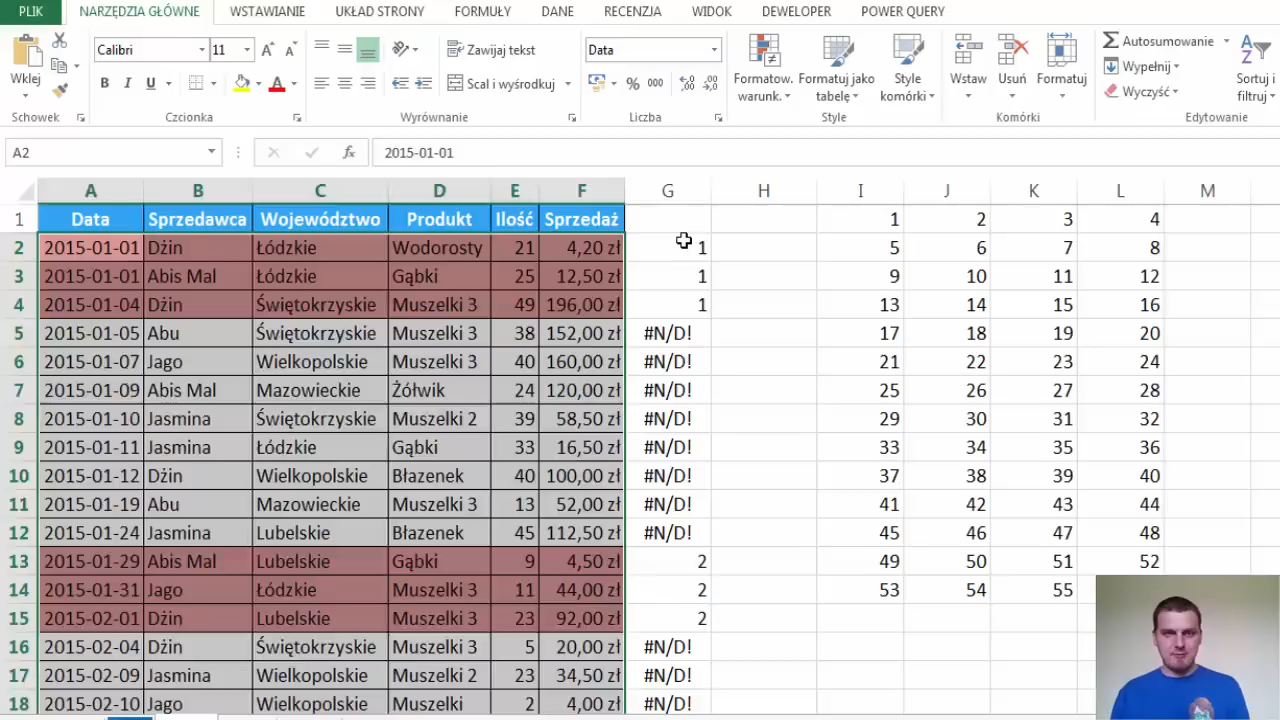 PLIK NARZĘDZIA GŁÓWNE WSTAWIANIE UKŁAD STRONY FORMUŁY DANE RECENZJA WIDOK DEWELOPER POWER QUERY
Wklej
Schowek
Calibri 11
B I U
Czcionka
Zawijaj tekst
Scal i wyśrodkuj
Wyrównanie
Data
% 000
Liczba
Formatow. warunk.
Formatuj jako tabelę
Style komórki
Style
Wstaw Usuń Formatuj
Komórki
Autosumowanie
Wypełnij
Wyczyść
Sortuj i filtruj
Edytowanie
A2 fx 2015-01-01
A B C D E F G H I J K L M
1 Data Sprzedawca Województwo Produkt Ilość Sprzedaż 1 2 3 4
2 2015-01-01 Dżin Łódzkie Wodorosty 21 4,20 zł 1 5 6 7 8
3 2015-01-01 Abis Mal Łódzkie Gąbki 25 12,50 zł 1 9 10 11 12
4 2015-01-04 Dżin Świętokrzyskie Muszelki 3 49 196,00 zł 1 13 14 15 16
5 2015-01-05 Abu Świętokrzyskie Muszelki 3 38 152,00 zł #N/D! 17 18 19 20
6 2015-01-07 Jago Wielkopolskie Muszelki 3 40 160,00 zł #N/D! 21 22 23 24
7 2015-01-09 Abis Mal Mazowieckie Żółwik 24 120,00 zł #N/D! 25 26 27 28
8 2015-01-10 Jasmina Świętokrzyskie Muszelki 2 39 58,50 zł #N/D! 29 30 31 32
9 2015-01-11 Jasmina Łódzkie Gąbki 33 16,50 zł #N/D! 33 34 35 36
10 2015-01-12 Dżin Wielkopolskie Błazenek 40 100,00 zł #N/D! 37 38 39 40
11 2015-01-19 Abu Mazowieckie Muszelki 3 13 52,00 zł #N/D! 41 42 43 44
12 2015-01-24 Jasmina Lubelskie Błazenek 45 112,50 zł #N/D! 45 46 47 48
13 2015-01-29 Abis Mal Lubelskie Gąbki 9 4,50 zł 2 49 50 51 52
14 2015-01-31 Jago Łódzkie Muszelki 3 11 44,00 zł 2 53 54 55
15 2015-02-01 Dżin Lubelskie Muszelki 3 23 92,00 zł 2
16 2015-02-04 Dżin Świętokrzyskie Muszelki 3 5 20,00 zł #N/D!
17 2015-02-09 Jasmina Wielkopolskie Muszelki 2 23 34,50 zł #N/D!
18 2015-02-10 Jago Wielkopolskie Muszelki 2 4,00 zł #N/D!